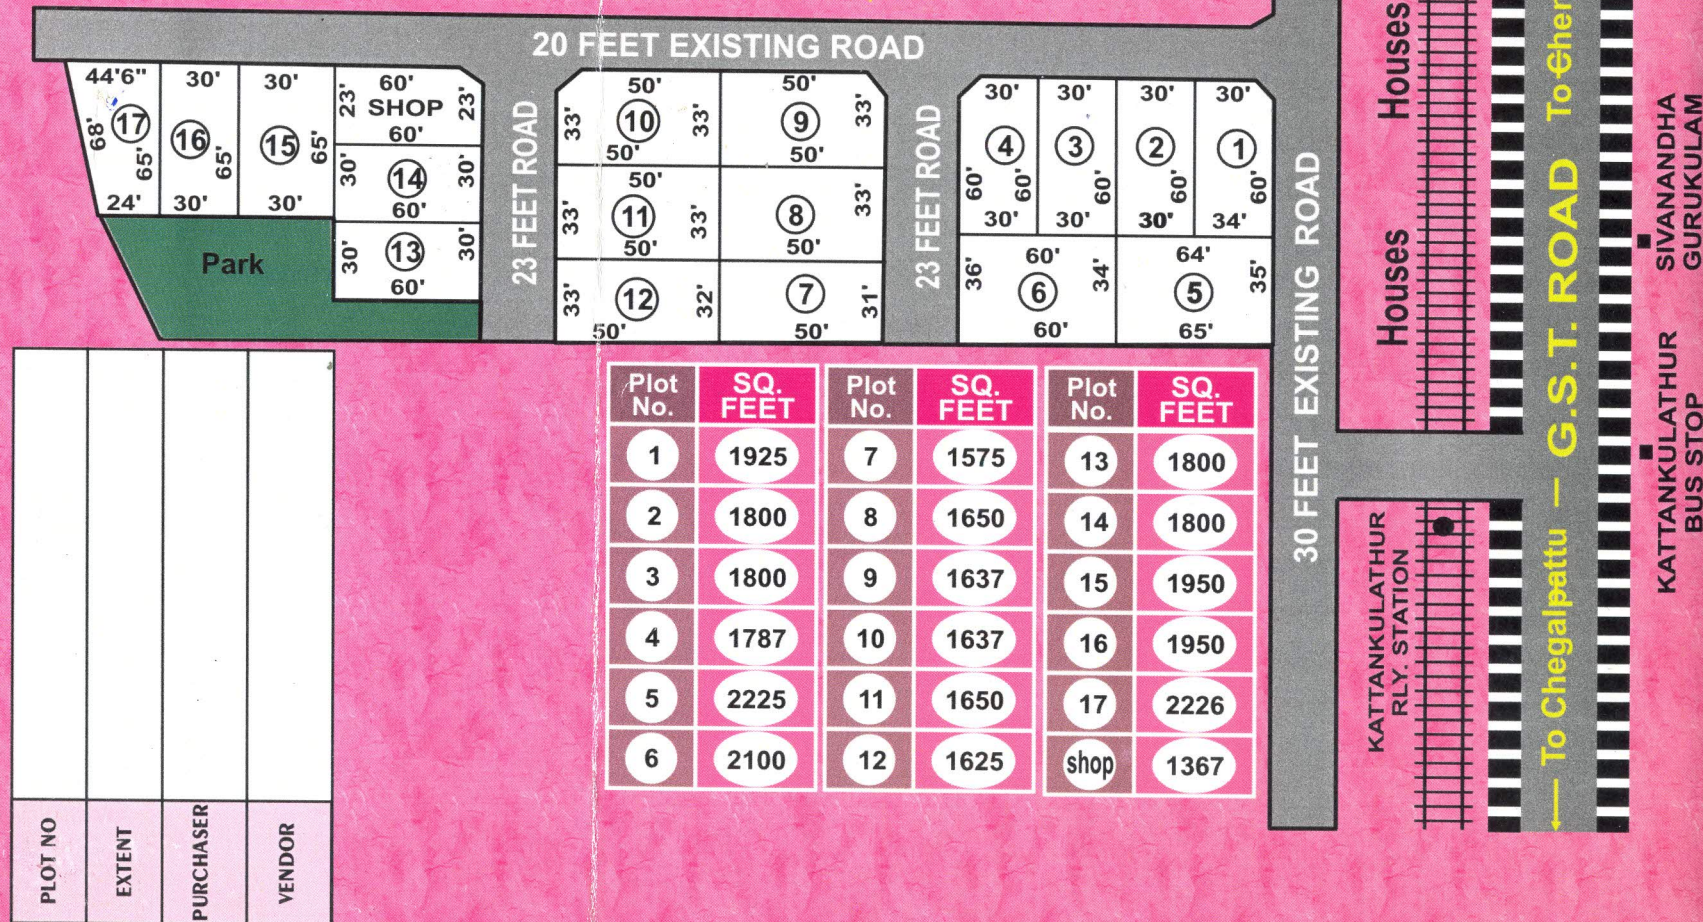 20 FEET EXISTING ROAD
44'6"
17
68'
65'
24'
30'
16
65'
30'
30'
15
65'
30'
60'
23'
SHOP
23'
60'
30'
14
30'
60'
30'
13
30'
60'
Park
23 FEET ROAD
50'
33'
10
33'
50'
50'
9
33'
50'
50'
33'
11
33'
50'
8
33'
50'
33'
12
32'
50'
7
31'
50'
23 FEET ROAD
30'
4
60'
60'
30'
30'
3
60'
30'
30'
2
60'
30'
30'
1
60'
34'
60'
36'
6
34'
60'
64'
5
35'
65'
30 FEET EXISTING ROAD
Houses
Houses
KATTANKULATHUR
RLY. STATION
To Chegalpattu — G.S.T. ROAD
SIVANANDHA
GURUKULAM
KATTANKULATHUR
BUS STOP
Plot No. SQ. FEET Plot No. SQ. FEET Plot No. SQ. FEET
1 1925 7 1575 13 1800
2 1800 8 1650 14 1800
3 1800 9 1637 15 1950
4 1787 10 1637 16 1950
5 2225 11 1650 17 2226
6 2100 12 1625 shop 1367
PLOT NO
EXTENT
PURCHASER
VENDOR